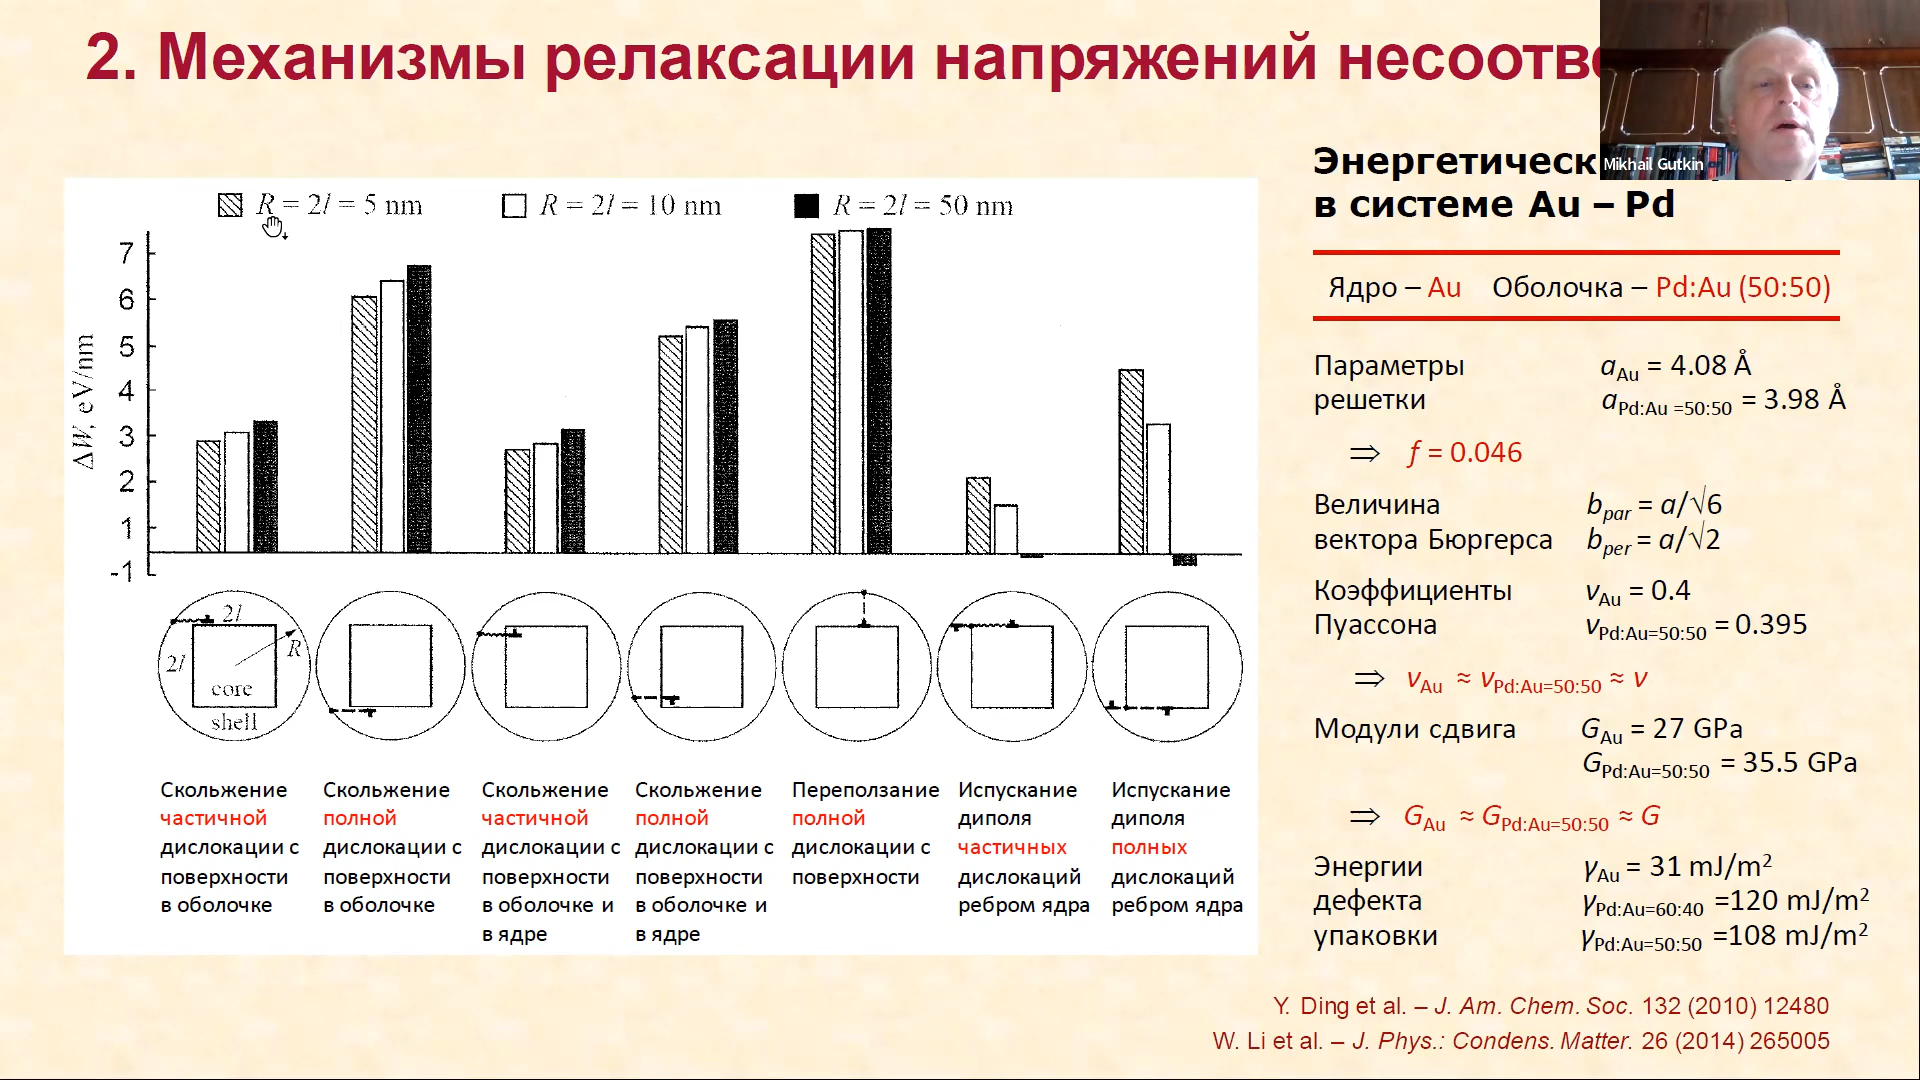 2. Механизмы релаксации напряжений
Mikhail Gutkin
в системе Au – Pd
Ядро – Au Оболочка – Pd:Au (50:50)
R = 2l = 5 nm R = 2l = 10 nm R = 2l = 50 nm
ΔW, eV/nm
7
6
5
4
3
2
1
-1
2l
2l
R
core
shell
Скольжение
частичной
дислокации с
поверхности
в оболочке
Скольжение
полной
дислокации с
поверхности
в оболочке
Скольжение
частичной
дислокации с
поверхности
в оболочке и
в ядре
Скольжение
полной
дислокации с
поверхности
в оболочке и
в ядре
Переползание
полной
дислокации с
поверхности
Испускание
диполя
частичных
дислокаций
ребром ядра
Испускание
диполя
полных
дислокаций
ребром ядра
Параметры a_Au = 4.08 Å
решетки a_Pd:Au =50:50 = 3.98 Å
⇒ f = 0.046
Величина b_par = a/√6
вектора Бюргерса b_per = a/√2
Коэффициенты ν_Au = 0.4
Пуассона ν_Pd:Au=50:50 = 0.395
⇒ ν_Au ≈ ν_Pd:Au=50:50 ≈ ν
Модули сдвига G_Au = 27 GPa
G_Pd:Au=50:50 = 35.5 GPa
⇒ G_Au ≈ G_Pd:Au=50:50 ≈ G
Энергии γ_Au = 31 mJ/m²
дефекта γ_Pd:Au=60:40 =120 mJ/m²
упаковки γ_Pd:Au=50:50 =108 mJ/m²
Y. Ding et al. – J. Am. Chem. Soc. 132 (2010) 12480
W. Li et al. – J. Phys.: Condens. Matter. 26 (2014) 265005